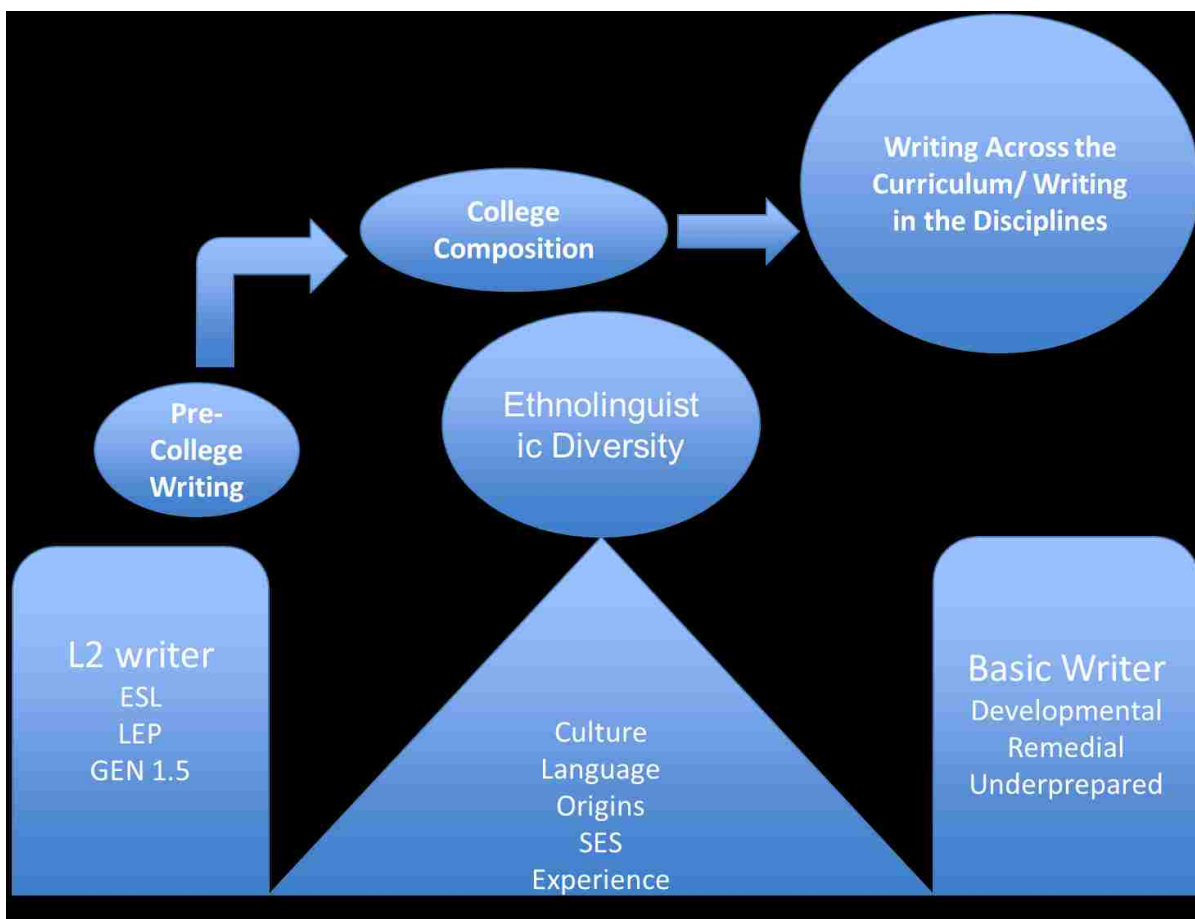 Writing Across the
Curriculum/ Writing
in the Disciplines
College
Composition
Ethnolinguist
ic Diversity
Pre-
College
Writing
L2 writer
ESL
LEP
GEN 1.5
Culture
Language
Origins
SES
Experience
Basic Writer
Developmental
Remedial
Underprepared